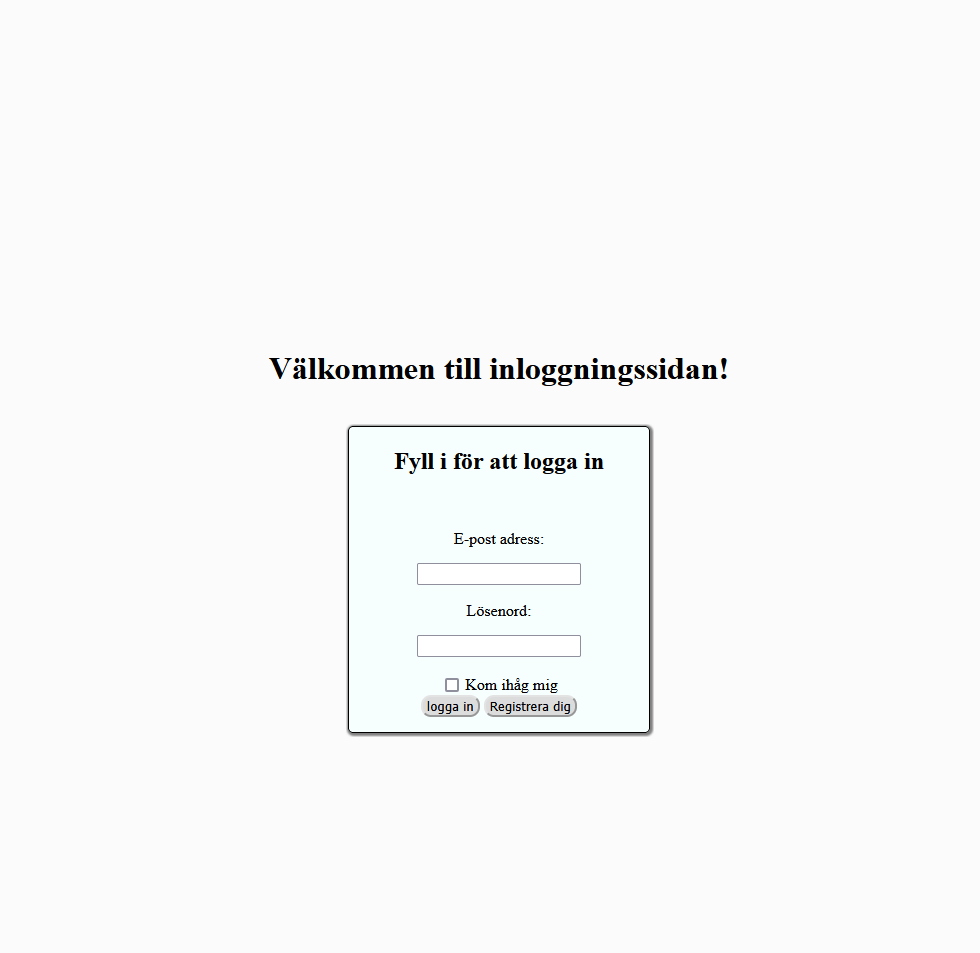 Välkommen till inloggningssidan!
Fyll i för att logga in
E-post adress:
Lösenord:
Kom ihåg mig
logga in Registrera dig